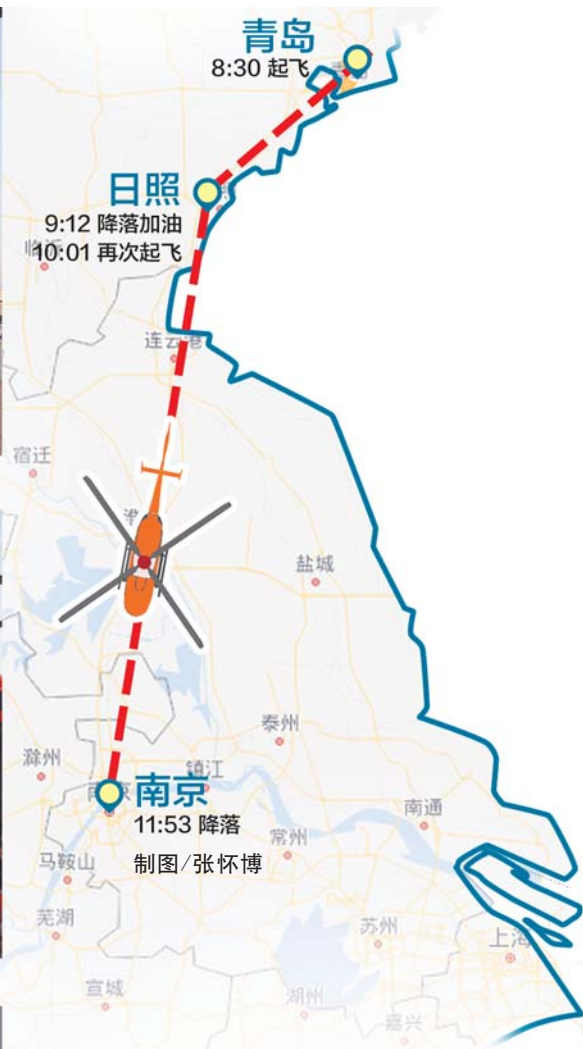 青岛
8:30 起飞
日照
9:12 降落加油
10:01 再次起飞
临沂
连云港
宿迁
盐城
泰州
滁州
镇江
南京
11:53 降落
南通
常州
制图/张怀博
马鞍山
芜湖
苏州
上海
宣城
湖州
嘉兴